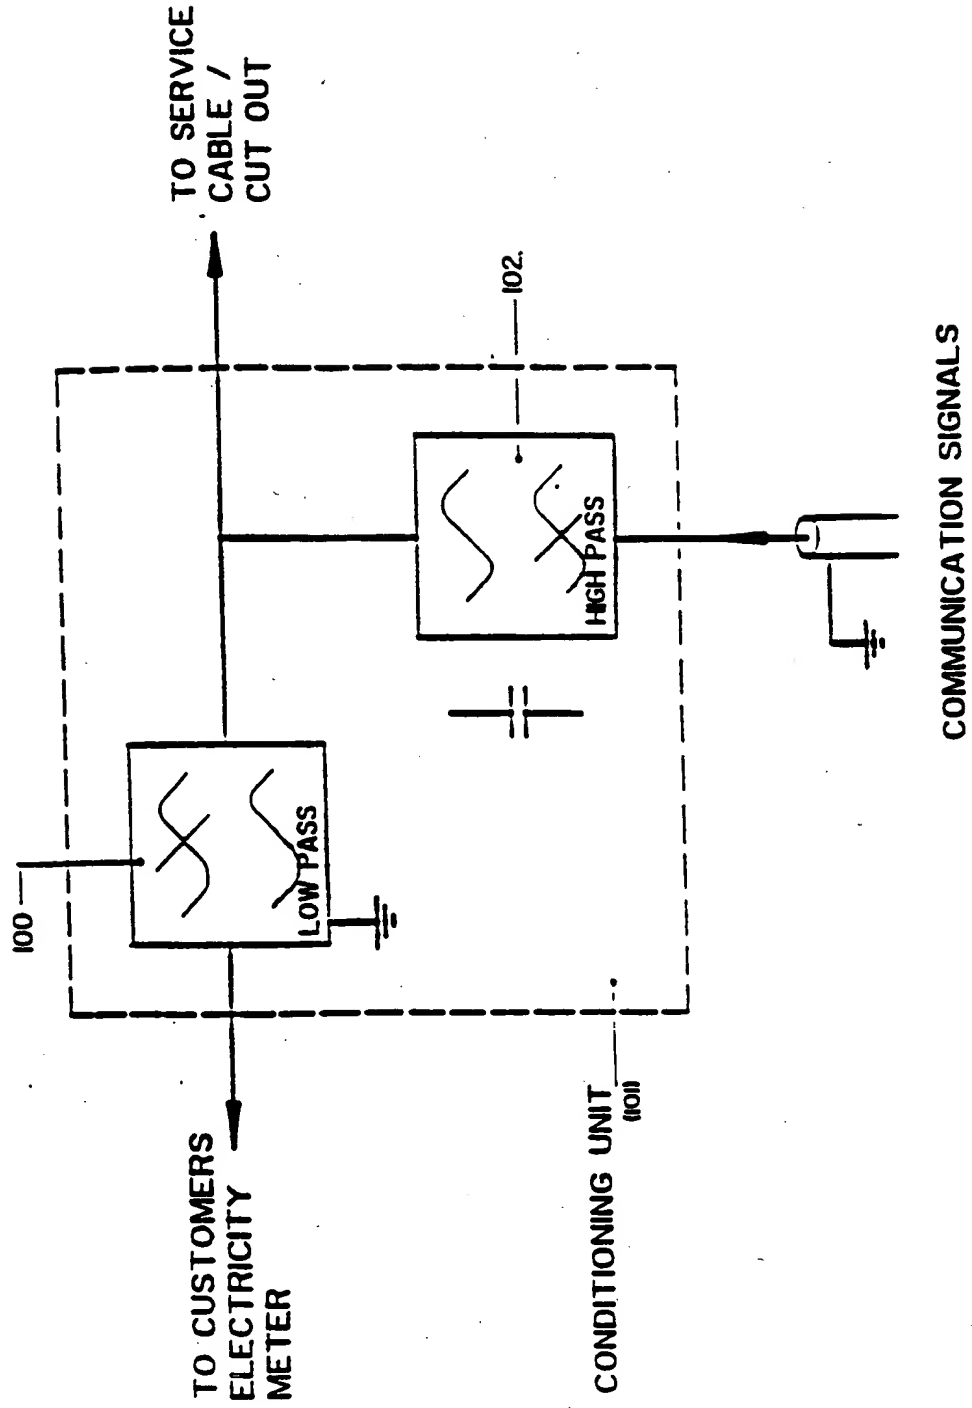 TO SERVICE
CABLE /
CUT OUT
100
LOW PASS
HIGH PASS
102.
TO CUSTOMERS
ELECTRICITY
METER
CONDITIONING UNIT
(101)
COMMUNICATION SIGNALS